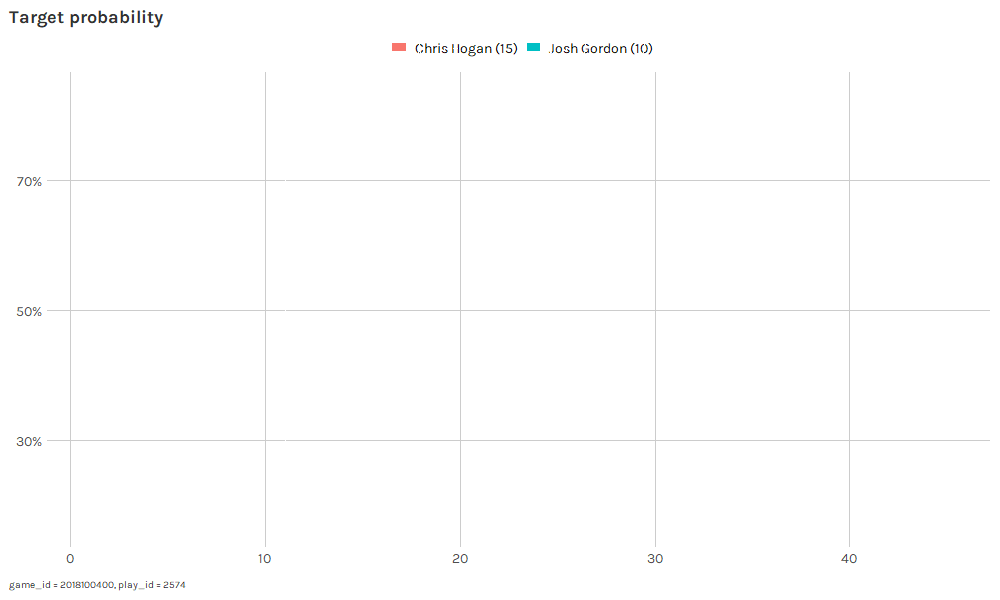 Target probability
Chris Hogan (15) Josh Gordon (10)
70%
50%
30%
0 10 20 30 40
game_id = 2018100400, play_id = 2574